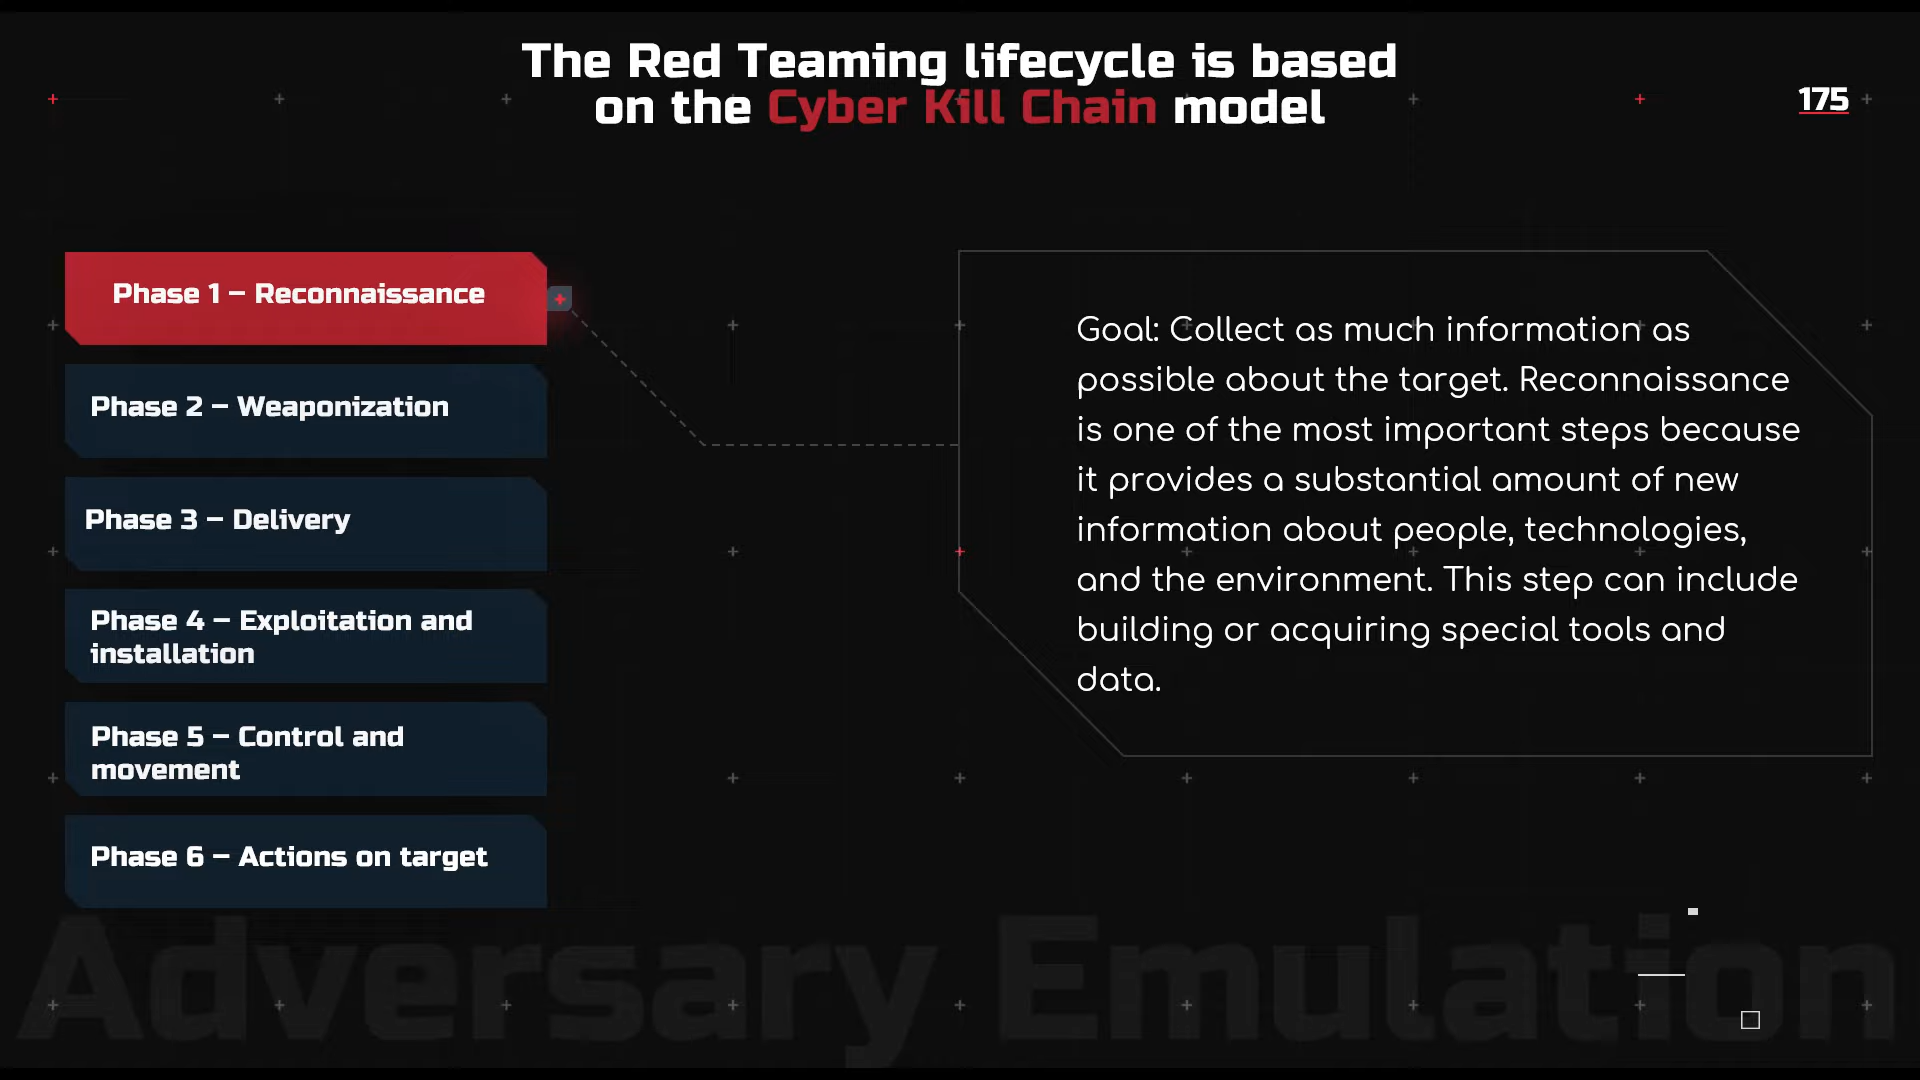 The Red Teaming lifecycle is based
on the Cyber Kill Chain model
175
Phase 1 – Reconnaissance
Phase 2 – Weaponization
Phase 3 – Delivery
Phase 4 – Exploitation and
installation
Phase 5 – Control and
movement
Phase 6 – Actions on target
Goal: Collect as much information as
possible about the target. Reconnaissance
is one of the most important steps because
it provides a substantial amount of new
information about people, technologies,
and the environment. This step can include
building or acquiring special tools and
data.
Adversary Emulation